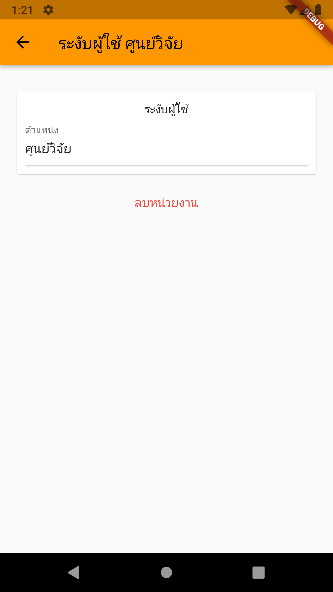 1:21
DEBUG
ระงับผู้ใช้ ศูนย์วิจัย
ระงับผู้ใช้
ตำแหน่ง
ศูนย์วิจัย
ลบหน่วยงาน